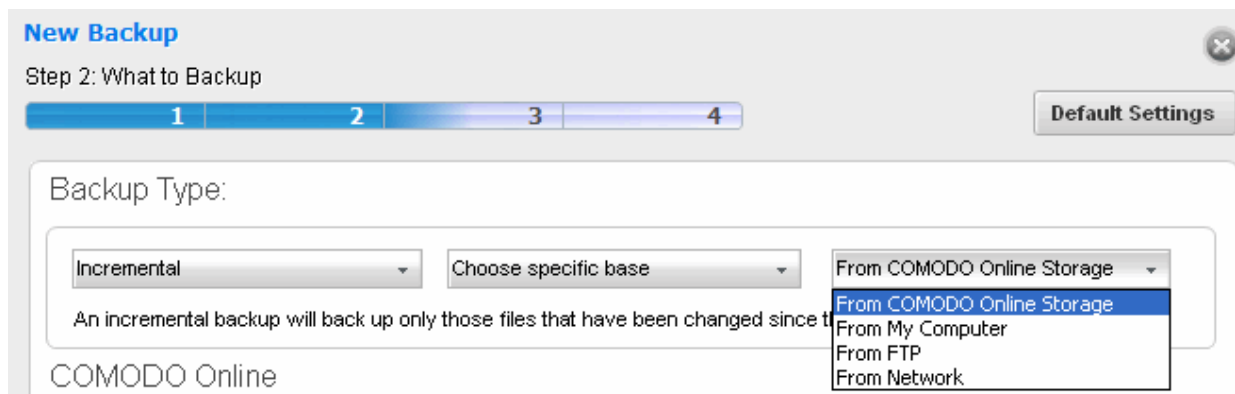 New Backup
Step 2: What to Backup
1 2 3 4
Default Settings
Backup Type:
Incremental Choose specific base From COMODO Online Storage
From COMODO Online Storage
An incremental backup will back up only those files that have been changed since
From My Computer
From FTP
From Network
COMODO Online